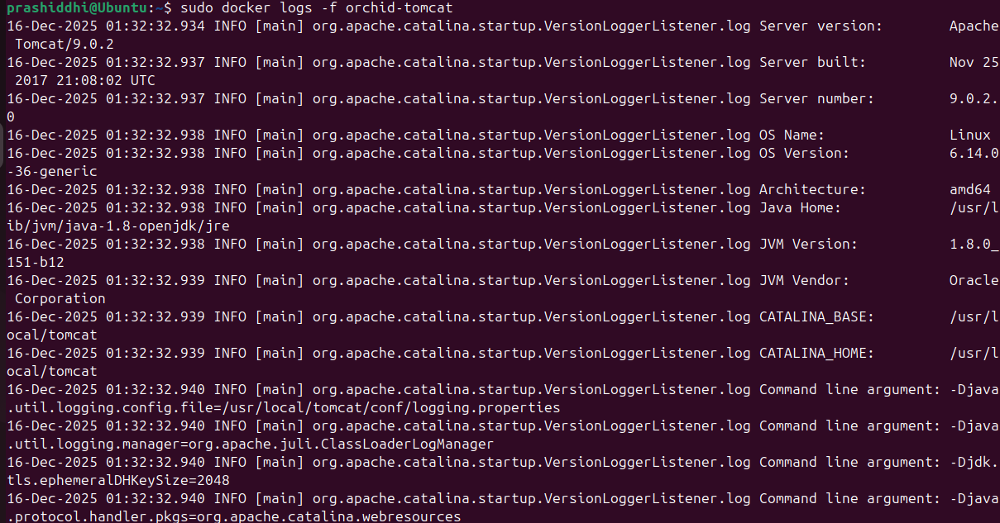 prashiddhi@Ubuntu:~$ sudo docker logs -f orchid-tomcat
16-Dec-2025 01:32:32.934 INFO [main] org.apache.catalina.startup.VersionLoggerListener.log Server version:        Apache
 Tomcat/9.0.2
16-Dec-2025 01:32:32.937 INFO [main] org.apache.catalina.startup.VersionLoggerListener.log Server built:          Nov 25
 2017 21:08:02 UTC
16-Dec-2025 01:32:32.937 INFO [main] org.apache.catalina.startup.VersionLoggerListener.log Server number:         9.0.2.
0
16-Dec-2025 01:32:32.938 INFO [main] org.apache.catalina.startup.VersionLoggerListener.log OS Name:               Linux
16-Dec-2025 01:32:32.938 INFO [main] org.apache.catalina.startup.VersionLoggerListener.log OS Version:            6.14.0
-36-generic
16-Dec-2025 01:32:32.938 INFO [main] org.apache.catalina.startup.VersionLoggerListener.log Architecture:          amd64
16-Dec-2025 01:32:32.938 INFO [main] org.apache.catalina.startup.VersionLoggerListener.log Java Home:             /usr/l
ib/jvm/java-1.8-openjdk/jre
16-Dec-2025 01:32:32.938 INFO [main] org.apache.catalina.startup.VersionLoggerListener.log JVM Version:           1.8.0_
151-b12
16-Dec-2025 01:32:32.939 INFO [main] org.apache.catalina.startup.VersionLoggerListener.log JVM Vendor:            Oracle
 Corporation
16-Dec-2025 01:32:32.939 INFO [main] org.apache.catalina.startup.VersionLoggerListener.log CATALINA_BASE:         /usr/l
ocal/tomcat
16-Dec-2025 01:32:32.939 INFO [main] org.apache.catalina.startup.VersionLoggerListener.log CATALINA_HOME:         /usr/l
ocal/tomcat
16-Dec-2025 01:32:32.940 INFO [main] org.apache.catalina.startup.VersionLoggerListener.log Command line argument: -Djava
.util.logging.config.file=/usr/local/tomcat/conf/logging.properties
16-Dec-2025 01:32:32.940 INFO [main] org.apache.catalina.startup.VersionLoggerListener.log Command line argument: -Djava
.util.logging.manager=org.apache.juli.ClassLoaderLogManager
16-Dec-2025 01:32:32.940 INFO [main] org.apache.catalina.startup.VersionLoggerListener.log Command line argument: -Djdk.
tls.ephemeralDHKeySize=2048
16-Dec-2025 01:32:32.940 INFO [main] org.apache.catalina.startup.VersionLoggerListener.log Command line argument: -Djava
.protocol.handler.pkgs=org.apache.catalina.webresources